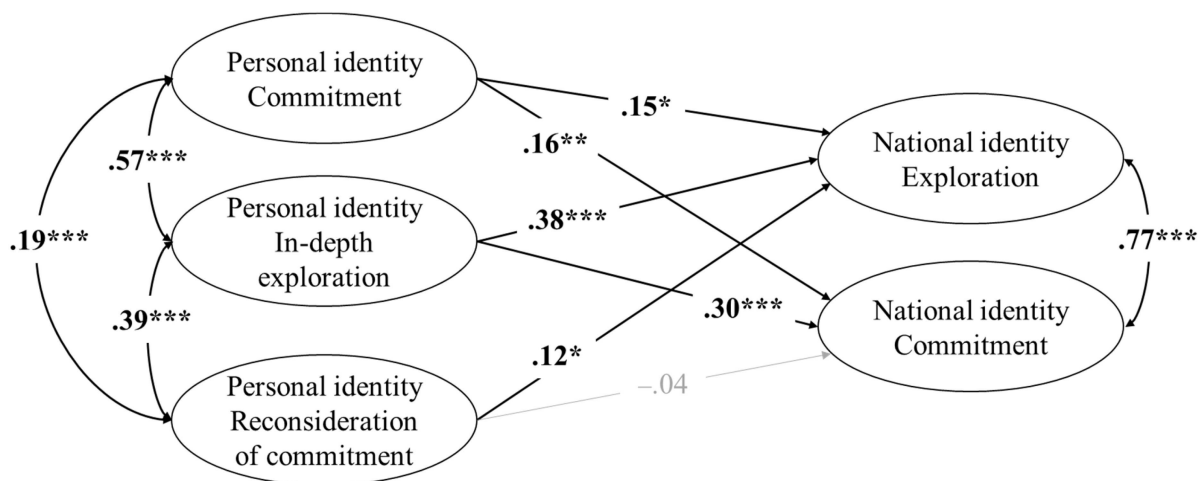 Personal identity
Commitment
.15*
.16**
National identity
Exploration
.57***
Personal identity
In-depth
exploration
.38***
.19***
.77***
.39***
.30***
National identity
Commitment
.12*
Personal identity
Reconsideration
of commitment
–.04